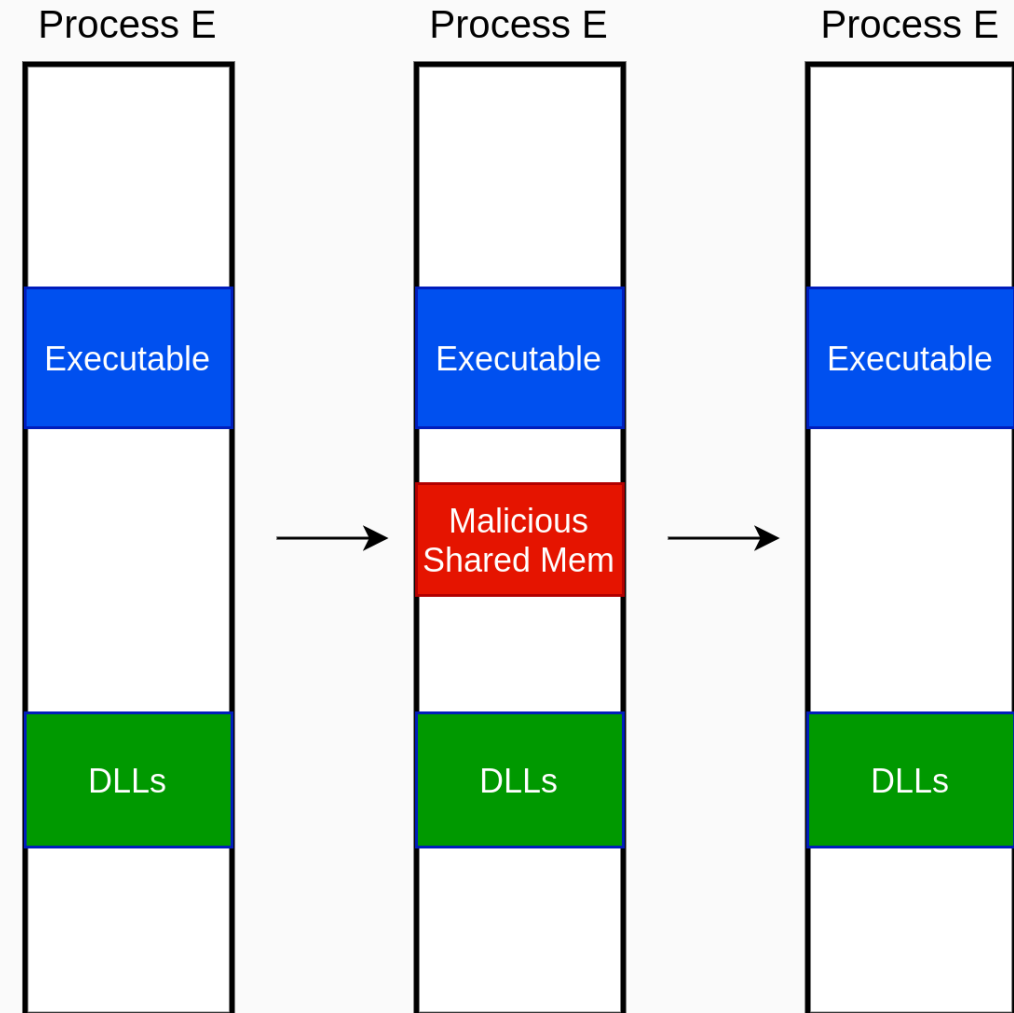 Process E
Process E
Process E
Executable
Executable
Executable
Malicious
Shared Mem
DLLs
DLLs
DLLs